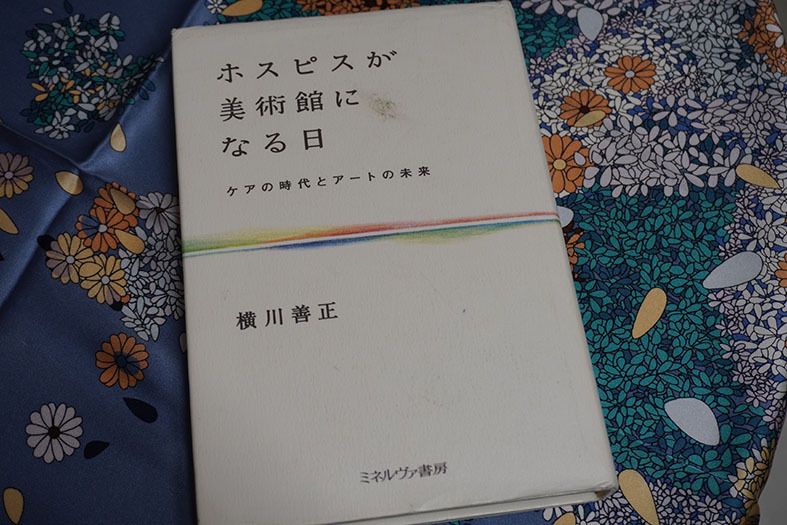 ホスピスが
美術館に
なる日
ケアの時代とアートの未来
横川善正
ミネルヴァ書房